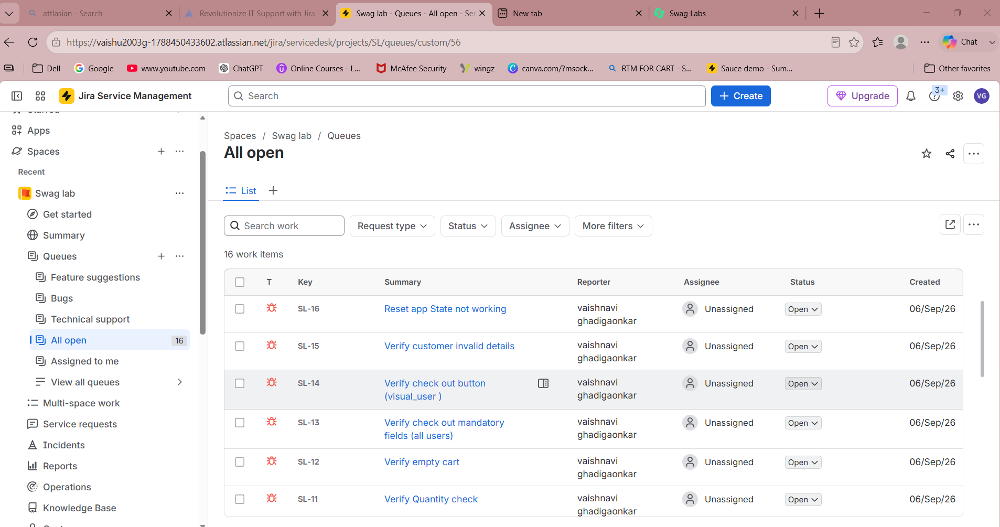 attlasian - Search
Revolutionize IT Support with Jira
Swag lab - Queues - All open - Ser
New tab
Swag Labs
https://vaishu2003g-1788450433602.atlassian.net/jira/servicedesk/projects/SL/queues/custom/56
Chat
Dell
Google
www.youtube.com
ChatGPT
Online Courses - L...
McAfee Security
wingz
canva.com/?msock...
RTM FOR CART - S...
Sauce demo - Sum...
Other favorites
Jira Service Management
Search
Create
Upgrade
3+
VG
Starred
Apps
Spaces
Recent
Swag lab
Get started
Summary
Queues
Feature suggestions
Bugs
Technical support
All open 16
Assigned to me
View all queues
Multi-space work
Service requests
Incidents
Reports
Operations
Knowledge Base
Spaces / Swag lab / Queues
All open
List
Search work
Request type
Status
Assignee
More filters
16 work items
T Key Summary Reporter Assignee Status Created
SL-16 Reset app State not working vaishnavi Unassigned Open 06/Sep/26
ghadigaonkar
SL-15 Verify customer invalid details vaishnavi Unassigned Open 06/Sep/26
ghadigaonkar
SL-14 Verify check out button vaishnavi Unassigned Open 06/Sep/26
(visual_user ) ghadigaonkar
SL-13 Verify check out mandatory vaishnavi Unassigned Open 06/Sep/26
fields (all users) ghadigaonkar
SL-12 Verify empty cart vaishnavi Unassigned Open 06/Sep/26
ghadigaonkar
SL-11 Verify Quantity check vaishnavi Unassigned Open 06/Sep/26
ghadigaonkar